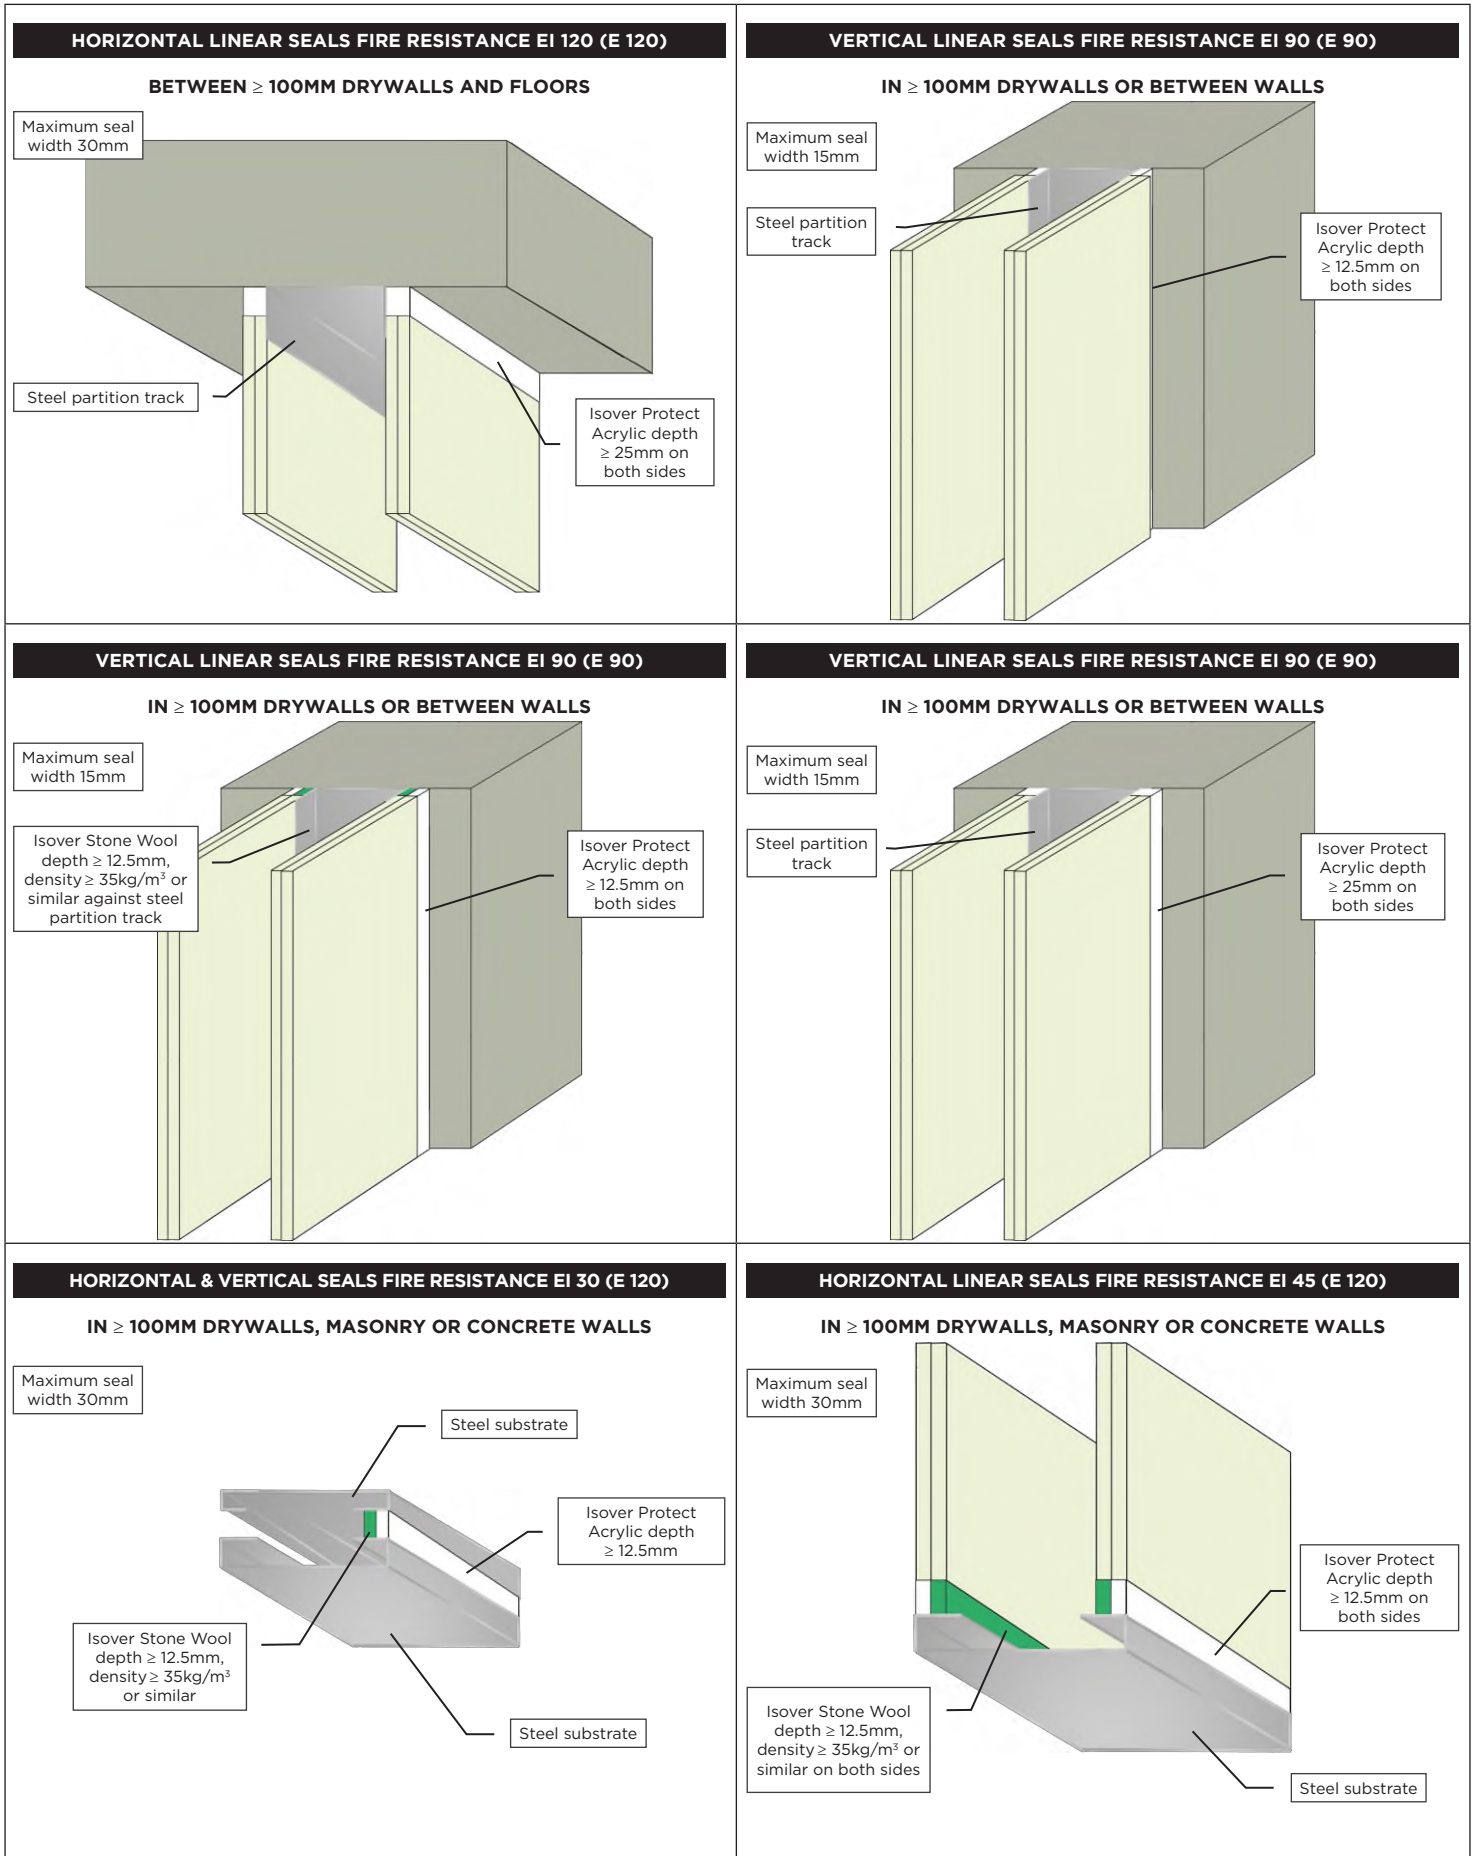 HORIZONTAL LINEAR SEALS FIRE RESISTANCE EI 120 (E 120)
BETWEEN ≥ 100MM DRYWALLS AND FLOORS
Maximum seal
width 30mm
Steel partition track
Isover Protect
Acrylic depth
≥ 25mm on
both sides
VERTICAL LINEAR SEALS FIRE RESISTANCE EI 90 (E 90)
IN ≥ 100MM DRYWALLS OR BETWEEN WALLS
Maximum seal
width 15mm
Steel partition
track
Isover Protect
Acrylic depth
≥ 12.5mm on
both sides
VERTICAL LINEAR SEALS FIRE RESISTANCE EI 90 (E 90)
IN ≥ 100MM DRYWALLS OR BETWEEN WALLS
Maximum seal
width 15mm
Isover Stone Wool
depth ≥ 12.5mm,
density ≥ 35kg/m³ or
similar against steel
partition track
Isover Protect
Acrylic depth
≥ 12.5mm on
both sides
VERTICAL LINEAR SEALS FIRE RESISTANCE EI 90 (E 90)
IN ≥ 100MM DRYWALLS OR BETWEEN WALLS
Maximum seal
width 15mm
Steel partition
track
Isover Protect
Acrylic depth
≥ 25mm on
both sides
HORIZONTAL & VERTICAL SEALS FIRE RESISTANCE EI 30 (E 120)
IN ≥ 100MM DRYWALLS, MASONRY OR CONCRETE WALLS
Maximum seal
width 30mm
Steel substrate
Isover Protect
Acrylic depth
≥ 12.5mm
Isover Stone Wool
depth ≥ 12.5mm,
density ≥ 35kg/m³
or similar
Steel substrate
HORIZONTAL LINEAR SEALS FIRE RESISTANCE EI 45 (E 120)
IN ≥ 100MM DRYWALLS, MASONRY OR CONCRETE WALLS
Maximum seal
width 30mm
Isover Protect
Acrylic depth
≥ 12.5mm on
both sides
Isover Stone Wool
depth ≥ 12.5mm,
density ≥ 35kg/m³ or
similar on both sides
Steel substrate